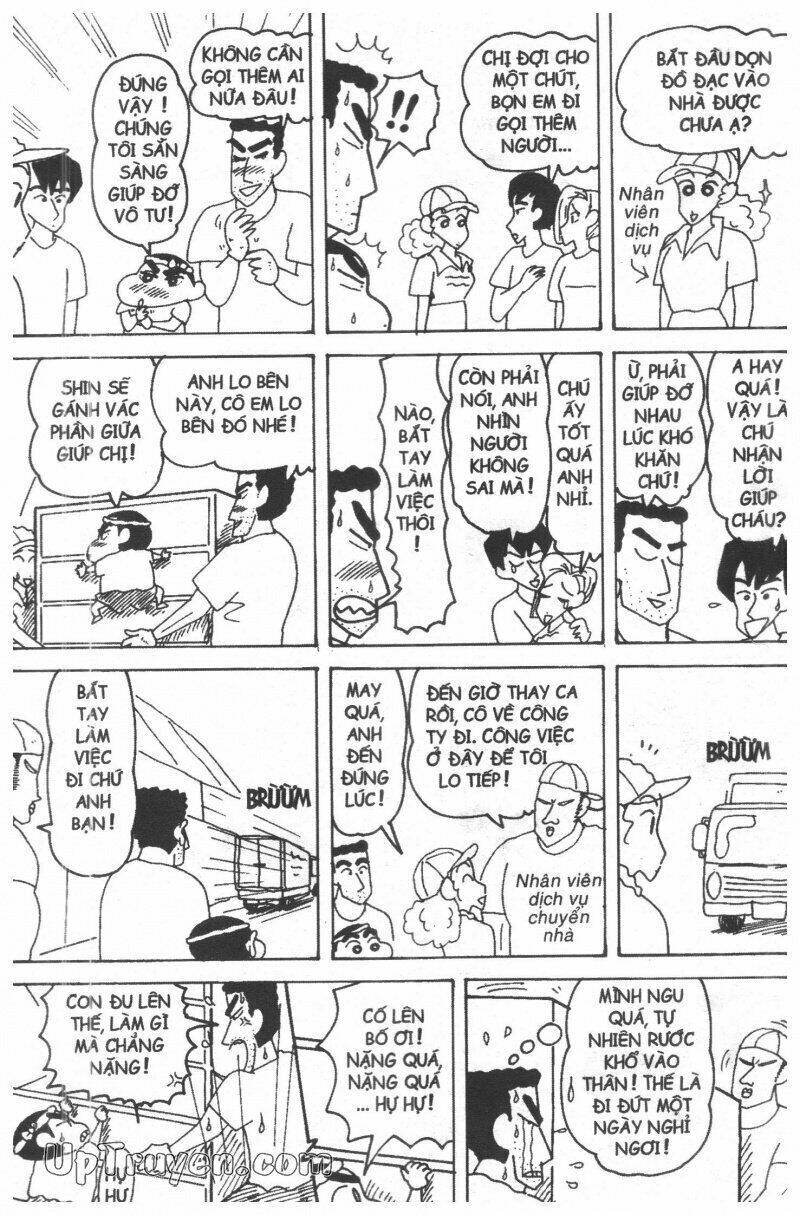 BẮT ĐẦU DỌN
ĐỒ ĐẠC VÀO
NHÀ ĐƯỢC
CHƯA Ạ?
Nhân
viên
dịch
vụ
CHỊ ĐỢI CHO
MỘT CHÚT,
BỌN EM ĐI
GỌI THÊM
NGƯỜI...
!!
KHÔNG CẦN
GỌI THÊM AI
NỮA ĐÂU!
ĐÚNG
VẬY !
CHÚNG
TÔI SẴN
SÀNG
GIÚP ĐỠ
VÔ TƯ!
A HAY
QUÁ!
VẬY LÀ
CHÚ
NHẬN
LỜI
GIÚP
CHÁU?
Ừ, PHẢI
GIÚP ĐỠ
NHAU
LÚC KHÓ
KHĂN
CHỨ!
CHÚ
ẤY
TỐT
QUÁ
ANH
NHỈ.
CÒN PHẢI
NÓI, ANH
NHÌN
NGƯỜI
KHÔNG
SAI MÀ!
NÀO,
BẮT
TAY
LÀM
VIỆC
THÔI
!
ANH LO BÊN
NÀY, CÔ EM LO
BÊN ĐÓ NHÉ!
SHIN SẼ
GÁNH VÁC
PHẦN GIỮA
GIÚP CHỊ!
BRỪỪM
ĐẾN GIỜ THAY CA
RỒI, CÔ VỀ CÔNG
TY ĐI. CÔNG VIỆC
Ở ĐÂY ĐỂ TÔI
LO TIẾP!
MAY
QUÁ,
ANH
ĐẾN
ĐÚNG
LÚC!
Nhân viên
dịch vụ
chuyển
nhà
BRỪỪM
BẮT
TAY
LÀM
VIỆC
ĐI CHỨ
ANH
BẠN!
MÌNH NGU
QUÁ, TỰ
NHIÊN RƯỚC
KHỔ VÀO
THÂN! THẾ LÀ
ĐI ĐỨT MỘT
NGÀY NGHỈ
NGƠI!
CỐ LÊN
BỐ ƠI!
NẶNG QUÁ,
NẶNG QUÁ
... HỰ HỰ!
CON ĐU LÊN
THẾ, LÀM GÌ
MÀ CHẲNG
NẶNG!
HỰ
HỰ
UpTruyen.com